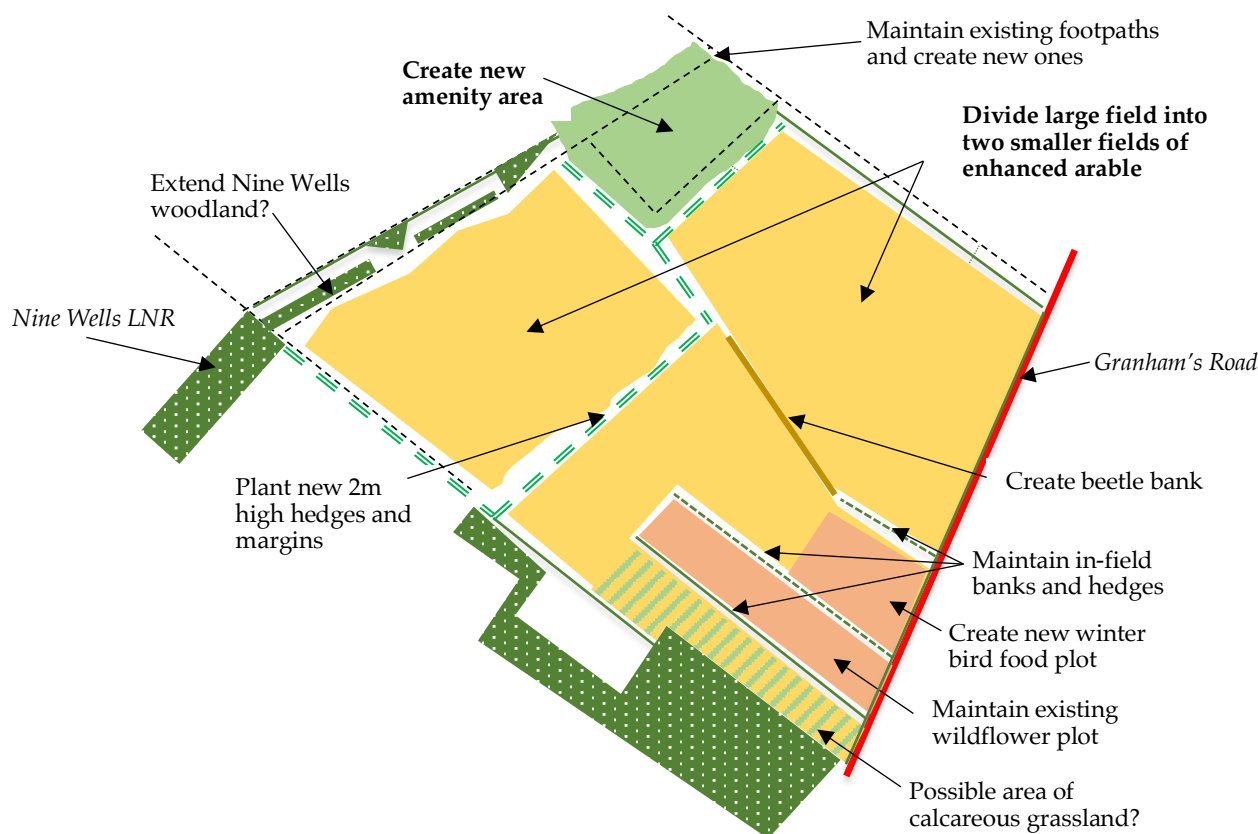 Maintain existing footpaths
and create new ones
Create new
amenity area
Divide large field into
two smaller fields of
enhanced arable
Extend Nine Wells
woodland?
Nine Wells LNR
Granham's Road
Plant new 2m
high hedges and
margins
Create beetle bank
Maintain in-field
banks and hedges
Create new winter
bird food plot
Maintain existing
wildflower plot
Possible area of
calcareous grassland?